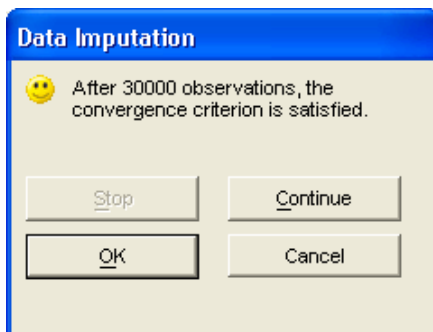 Data Imputation
After 30000 observations, the
convergence criterion is satisfied.
Stop
Continue
OK
Cancel